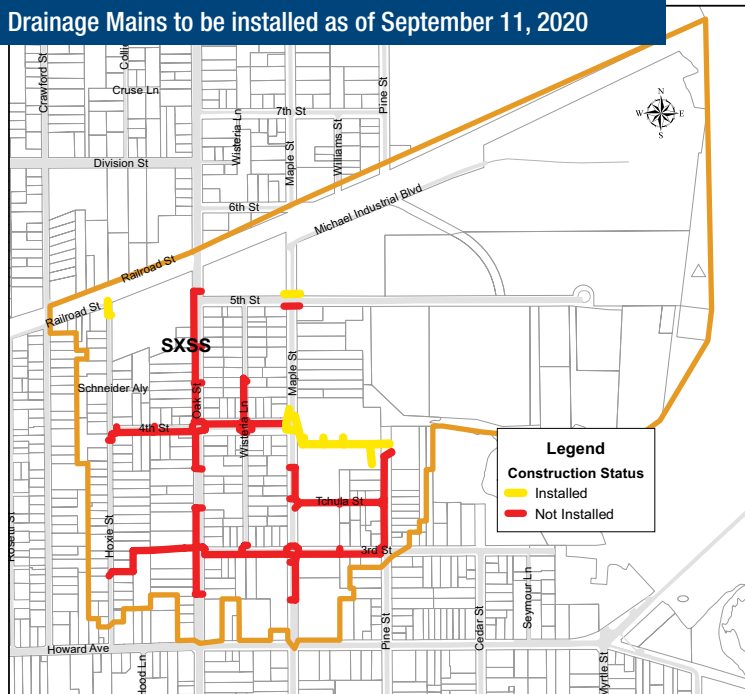 Drainage Mains to be installed as of September 11, 2020
Crawford St
Cruse Ln
Pine St
N
W E
S
7th St
Wisteria Ln
Maple St
Williams St
Division St
6th St
Michael Industrial Blvd
Railroad St
Railroad St
5th St
SXSS
Schneider Aly
Oak St
Maple St
Wisteria Ln
4th St
Legend
Construction Status
Installed
Not Installed
Tchula St
Hoxie St
3rd St
Howard Ave
Pine St
Cedar St
Seymour Ln
Myrtle St